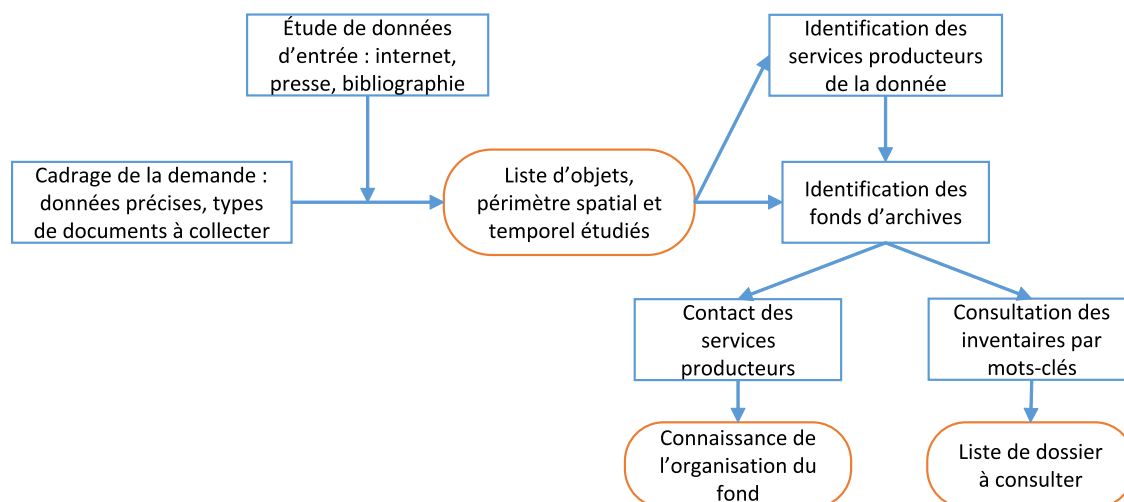 Étude de données
d’entrée : internet,
presse, bibliographie
Identification des
services producteurs
de la donnée
Cadrage de la demande :
données précises, types
de documents à collecter
Liste d’objets,
périmètre spatial et
temporel étudiés
Identification des
fonds d’archives
Contact des
services
producteurs
Consultation des
inventaires par
mots-clés
Connaissance de
l’organisation du
fond
Liste de dossier
à consulter